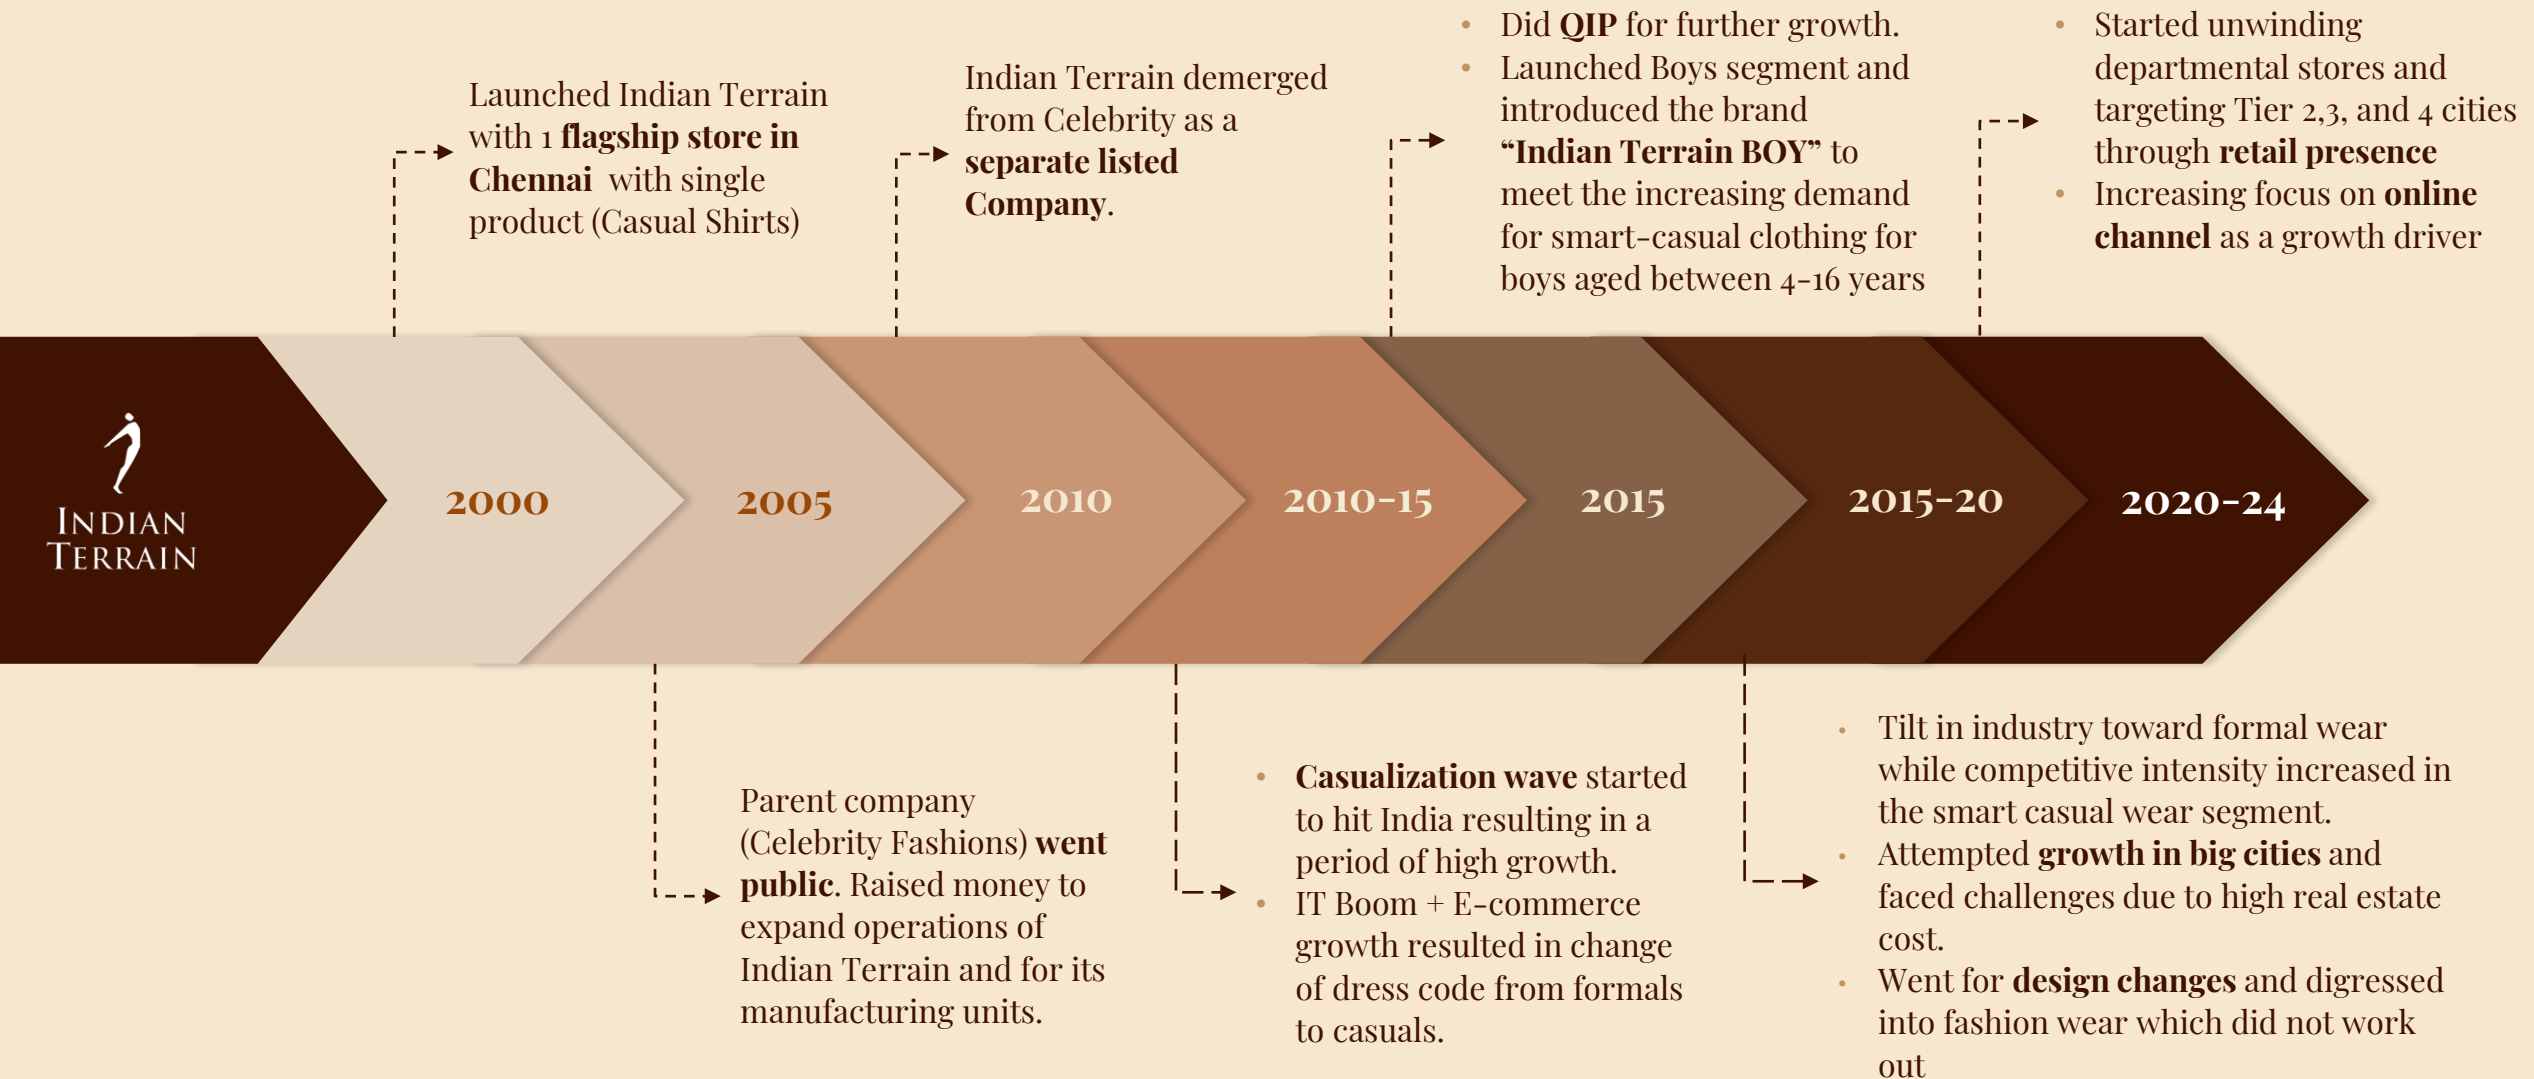 Launched Indian Terrain
with 1 flagship store in
Chennai with single
product (Casual Shirts)
Indian Terrain demerged
from Celebrity as a
separate listed
Company.
• Did QIP for further growth.
• Launched Boys segment and
introduced the brand
“Indian Terrain BOY” to
meet the increasing demand
for smart-casual clothing for
boys aged between 4-16 years
• Started unwinding
departmental stores and
targeting Tier 2,3, and 4 cities
through retail presence
• Increasing focus on online
channel as a growth driver
INDIAN
TERRAIN
2000
2005
2010
2010-15
2015
2015-20
2020-24
Parent company
(Celebrity Fashions) went
public. Raised money to
expand operations of
Indian Terrain and for its
manufacturing units.
• Casualization wave started
to hit India resulting in a
period of high growth.
• IT Boom + E-commerce
growth resulted in change
of dress code from formals
to casuals.
• Tilt in industry toward formal wear
while competitive intensity increased in
the smart casual wear segment.
• Attempted growth in big cities and
faced challenges due to high real estate
cost.
• Went for design changes and digressed
into fashion wear which did not work
out